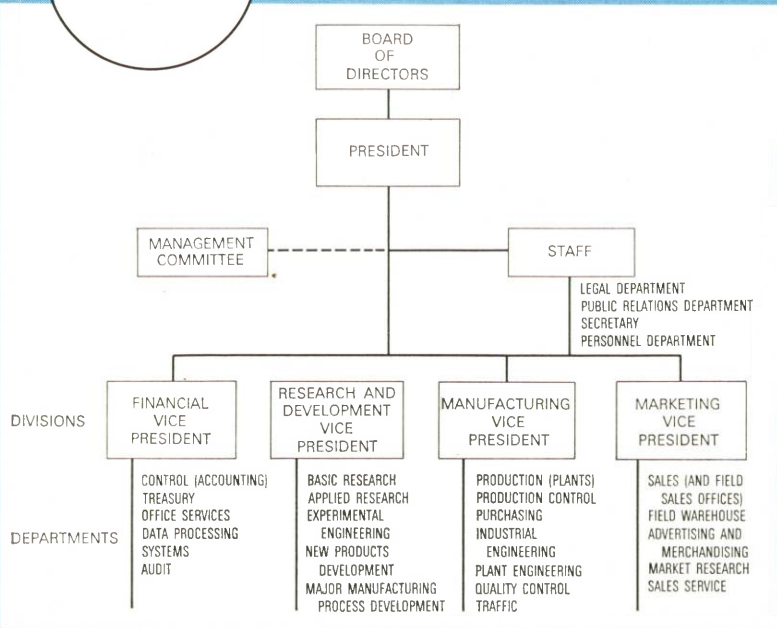 BOARD
OF
DIRECTORS
PRESIDENT
MANAGEMENT
COMMITTEE
STAFF
LEGAL DEPARTMENT
PUBLIC RELATIONS DEPARTMENT
SECRETARY
PERSONNEL DEPARTMENT
DIVISIONS
FINANCIAL
VICE
PRESIDENT
RESEARCH AND
DEVELOPMENT
VICE
PRESIDENT
MANUFACTURING
VICE
PRESIDENT
MARKETING
VICE
PRESIDENT
DEPARTMENTS
CONTROL (ACCOUNTING)
TREASURY
OFFICE SERVICES
DATA PROCESSING
SYSTEMS
AUDIT
BASIC RESEARCH
APPLIED RESEARCH
EXPERIMENTAL
ENGINEERING
NEW PRODUCTS
DEVELOPMENT
MAJOR MANUFACTURING
PROCESS DEVELOPMENT
PRODUCTION (PLANTS)
PRODUCTION CONTROL
PURCHASING
INDUSTRIAL
ENGINEERING
PLANT ENGINEERING
QUALITY CONTROL
TRAFFIC
SALES (AND FIELD
SALES OFFICES)
FIELD WAREHOUSE
ADVERTISING AND
MERCHANDISING
MARKET RESEARCH
SALES SERVICE